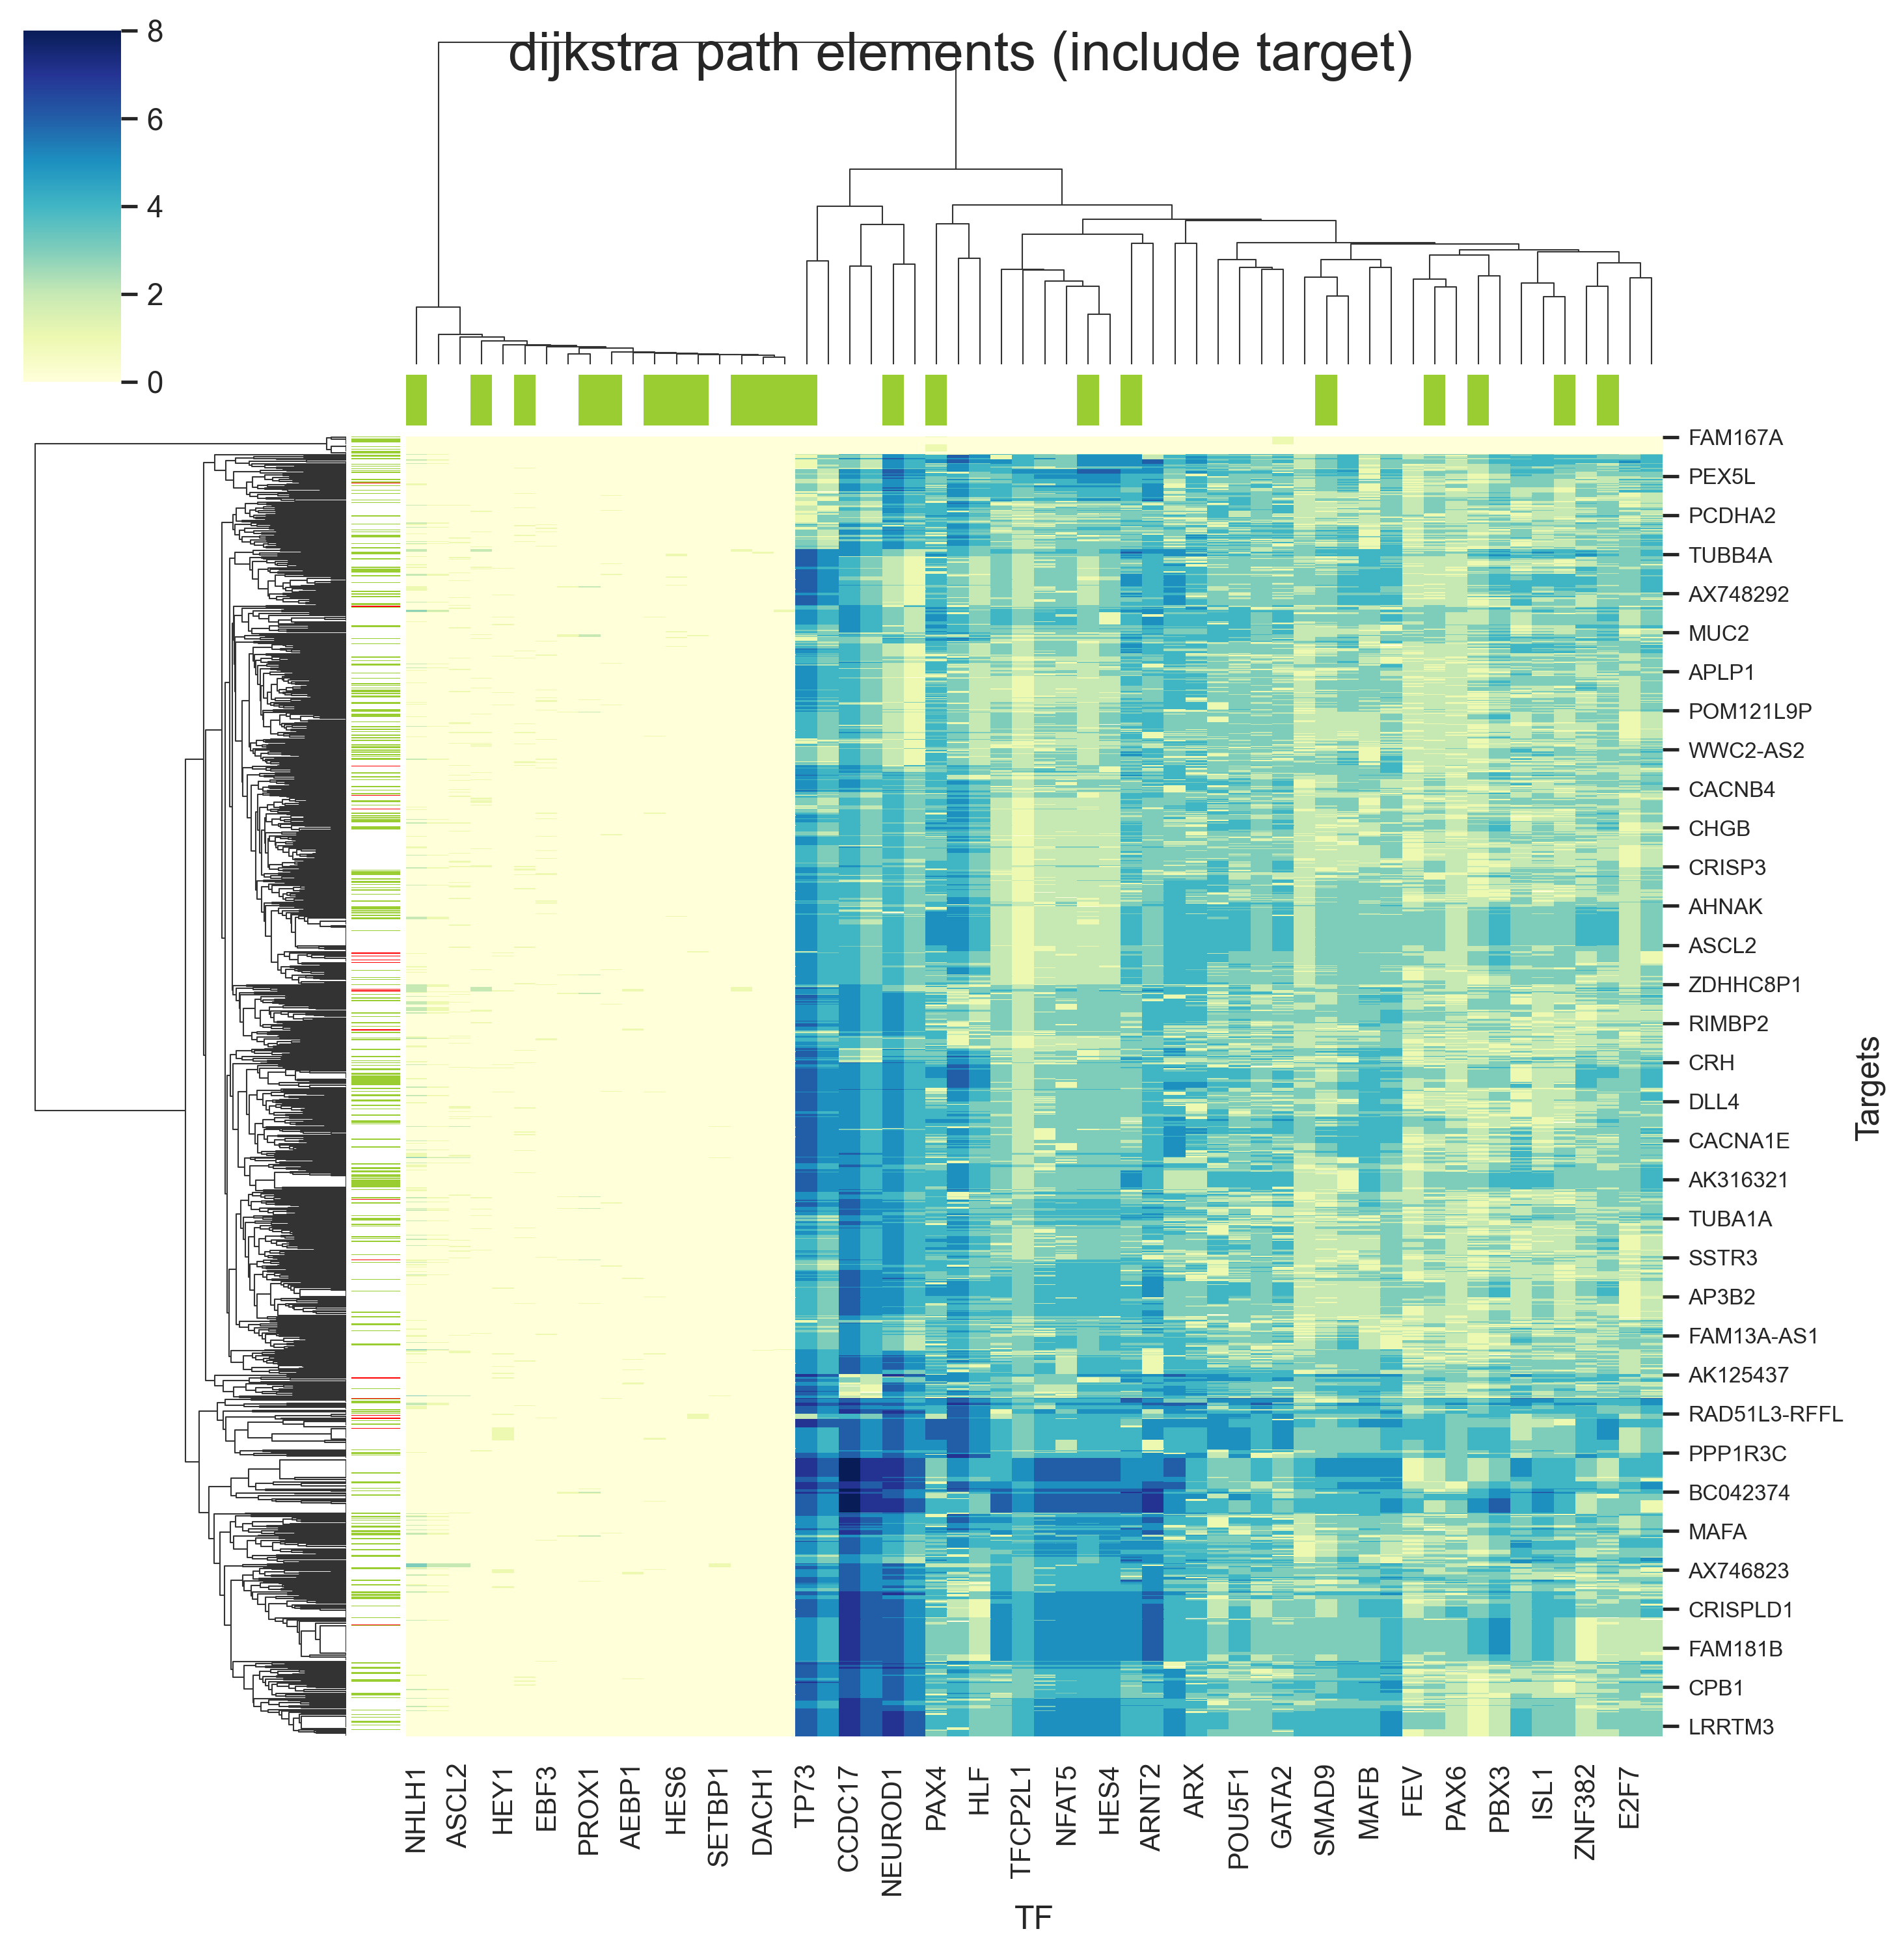 dijkstra path elements (include target)
8
6
4
2
0
FAM167A
PEX5L
PCDHA2
TUBB4A
AX748292
MUC2
APLP1
POM121L9P
WWC2-AS2
CACNB4
CHGB
CRISP3
AHNAK
ASCL2
ZDHHC8P1
RIMBP2
CRH
DLL4
CACNA1E
AK316321
TUBA1A
SSTR3
AP3B2
FAM13A-AS1
AK125437
RAD51L3-RFFL
PPP1R3C
BC042374
MAFA
AX746823
CRISPLD1
FAM181B
CPB1
LRRTM3
Targets
NHLH1
ASCL2
HEY1
EBF3
PROX1
AEBP1
HES6
SETBP1
DACH1
TP73
CCDC17
NEUROD1
PAX4
HLF
TFCP2L1
NFAT5
HES4
ARNT2
ARX
POU5F1
GATA2
SMAD9
MAFB
FEV
PAX6
PBX3
ISL1
ZNF382
E2F7
TF